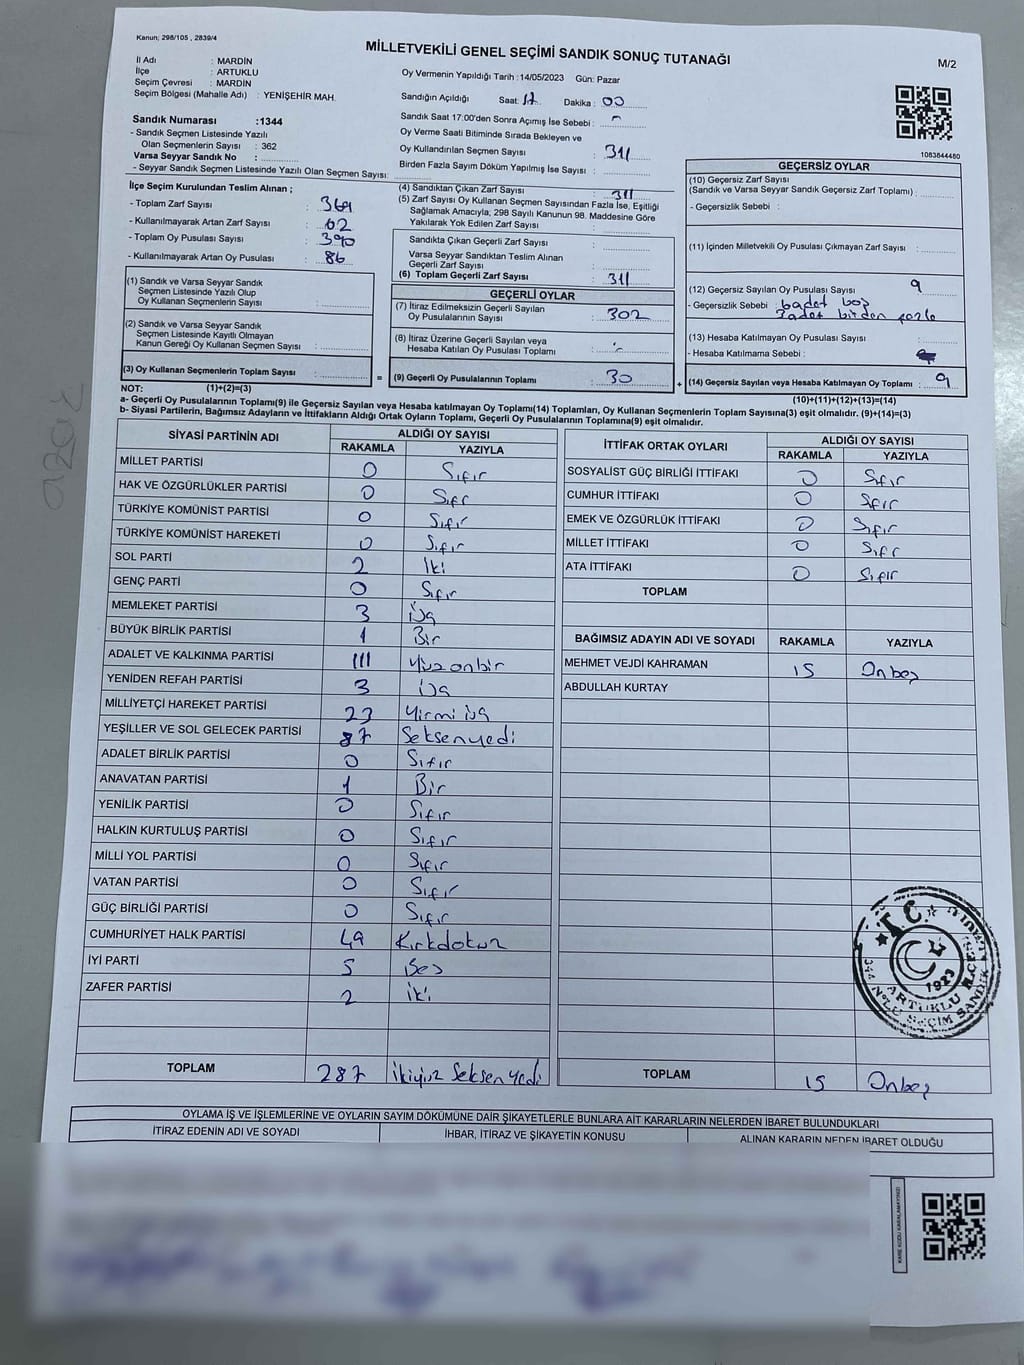 Kanun; 298/105 , 2839/4
MİLLETVEKİLİ GENEL SEÇİMİ SANDIK SONUÇ TUTANAĞI
M/2
İl Adı : MARDİN
İlçe : ARTUKLU
Seçim Çevresi : MARDİN
Seçim Bölgesi (Mahalle Adı) : YENİŞEHİR MAH.
Sandık Numarası :1344
- Sandık Seçmen Listesinde Yazılı
Olan Seçmenlerin Sayısı : 362
Varsa Seyyar Sandık No :
- Seyyar Sandık Seçmen Listesinde Yazılı Olan Seçmen Sayısı:
Oy Vermenin Yapıldığı Tarih :14/05/2023 Gün: Pazar
Sandığın Açıldığı Saat: 17 Dakika : 00
Sandık Saat 17:00'den Sonra Açımış İse Sebebi :
Oy Verme Saati Bitiminde Sırada Bekleyen ve
Oy Kullandırılan Seçmen Sayısı : 311
Birden Fazla Sayım Döküm Yapılmış İse Sayısı :
1083844480
İlçe Seçim Kurulundan Teslim Alınan ;
- Toplam Zarf Sayısı : 369
- Kullanılmayarak Artan Zarf Sayısı : 62
- Toplam Oy Pusulası Sayısı : 390
- Kullanılmayarak Artan Oy Pusulası : 86
(1) Sandık ve Varsa Seyyar Sandık
Seçmen Listesinde Yazılı Olup
Oy Kullanan Seçmenlerin Sayısı :
(2) Sandık ve Varsa Seyyar Sandık
Seçmen Listesinde Kayıtlı Olmayan
Kanun Gereği Oy Kullanan Seçmen Sayısı :
(3) Oy Kullanan Seçmenlerin Toplam Sayısı :
(4) Sandıktan Çıkan Zarf Sayısı : 311
(5) Zarf Sayısı Oy Kullanan Seçmen Sayısından Fazla İse, Eşitliği
Sağlamak Amacıyla, 298 Sayılı Kanunun 98. Maddesine Göre
Yakılarak Yok Edilen Zarf Sayısı :
Sandıkta Çıkan Geçerli Zarf Sayısı :
Varsa Seyyar Sandıktan Teslim Alınan
Geçerli Zarf Sayısı :
(6) Toplam Geçerli Zarf Sayısı : 311
GEÇERLİ OYLAR
(7) İtiraz Edilmeksizin Geçerli Sayılan
Oy Pusulalarının Sayısı : 302
(8) İtiraz Üzerine Geçerli Sayılan veya
Hesaba Katılan Oy Pusulası Toplamı :
= (9) Geçerli Oy Pusulalarının Toplamı : 30
GEÇERSİZ OYLAR
(10) Geçersiz Zarf Sayısı
(Sandık ve Varsa Seyyar Sandık Geçersiz Zarf Toplamı) :
- Geçersizlik Sebebi :
(11) İçinden Milletvekili Oy Pusulası Çıkmayan Zarf Sayısı :
(12) Geçersiz Sayılan Oy Pusulası Sayısı : 9
- Geçersizlik Sebebi : 6adet boş
3adet birden fazla
(13) Hesaba Katılmayan Oy Pusulası Sayısı :
- Hesaba Katılmama Sebebi :
+ (14) Geçersiz Sayılan veya Hesaba Katılmayan Oy Toplamı : 9
NOT: (1)+(2)=(3)
(10)+(11)+(12)+(13)=(14)
a- Geçerli Oy Pusulaları Toplamı(9) ile Geçersiz Sayılan veya Hesaba katılmayan Oy Toplamı(14) Toplamları, Oy Kullanan Seçmenlerin Toplam Sayısına(3) eşit olmalıdır. (9)+(14)=(3)
b- Siyasi Partilerin, Bağımsız Adayların ve İttifakların Aldığı Ortak Oyların Toplamı, Geçerli Oy Pusulalarının Toplamına(9) eşit olmalıdır.
SİYASİ PARTİNİN ADI
ALDIĞI OY SAYISI
RAKAMLA YAZIYLA
MİLLET PARTİSİ 0 Sıfır
HAK VE ÖZGÜRLÜKLER PARTİSİ 0 Sıfır
TÜRKİYE KOMÜNİST PARTİSİ 0 Sıfır
TÜRKİYE KOMÜNİST HAREKETİ 0 Sıfır
SOL PARTİ 2 İki
GENÇ PARTİ 0 Sıfır
MEMLEKET PARTİSİ 3 üç
BÜYÜK BİRLİK PARTİSİ 1 Bir
ADALET VE KALKINMA PARTİSİ 111 Yüz onbir
YENİDEN REFAH PARTİSİ 3 üç
MİLLİYETÇİ HAREKET PARTİSİ 23 Yirmi üç
YEŞİLLER VE SOL GELECEK PARTİSİ 87 Seksenyedi
ADALET BİRLİK PARTİSİ 0 Sıfır
ANAVATAN PARTİSİ 1 Bir
YENİLİK PARTİSİ 0 Sıfır
HALKIN KURTULUŞ PARTİSİ 0 Sıfır
MİLLİ YOL PARTİSİ 0 Sıfır
VATAN PARTİSİ 0 Sıfır
GÜÇ BİRLİĞİ PARTİSİ 0 Sıfır
CUMHURİYET HALK PARTİSİ 49 Kırkdokuz
İYİ PARTİ 5 Beş
ZAFER PARTİSİ 2 İki
TOPLAM 287 İkiyüz Seksen Yedi
İTTİFAK ORTAK OYLARI
ALDIĞI OY SAYISI
RAKAMLA YAZIYLA
SOSYALİST GÜÇ BİRLİĞİ İTTİFAKI 0 Sıfır
CUMHUR İTTİFAKI 0 Sıfır
EMEK VE ÖZGÜRLÜK İTTİFAKI 0 Sıfır
MİLLET İTTİFAKI 0 Sıfır
ATA İTTİFAKI 0 Sıfır
TOPLAM
BAĞIMSIZ ADAYIN ADI VE SOYADI RAKAMLA YAZIYLA
MEHMET VEJDİ KAHRAMAN 15 Onbeş
ABDULLAH KURTAY
TOPLAM 15 Onbeş
T.C.
1923
ARTUKLU İLÇESİ
NOLU SEÇİM SANDIK
OYLAMA İŞ VE İŞLEMLERİNE VE OYLARIN SAYIM DÖKÜMÜNE DAİR ŞİKAYETLERLE BUNLARA AİT KARARLARIN NELERDEN İBARET BULUNDUKLARI
İTİRAZ EDENİN ADI VE SOYADI
İHBAR, İTİRAZ VE ŞİKAYETİN KONUSU
ALINAN KARARIN NEDEN İBARET OLDUĞU
KARE KODU KARALAMAYINIZ!